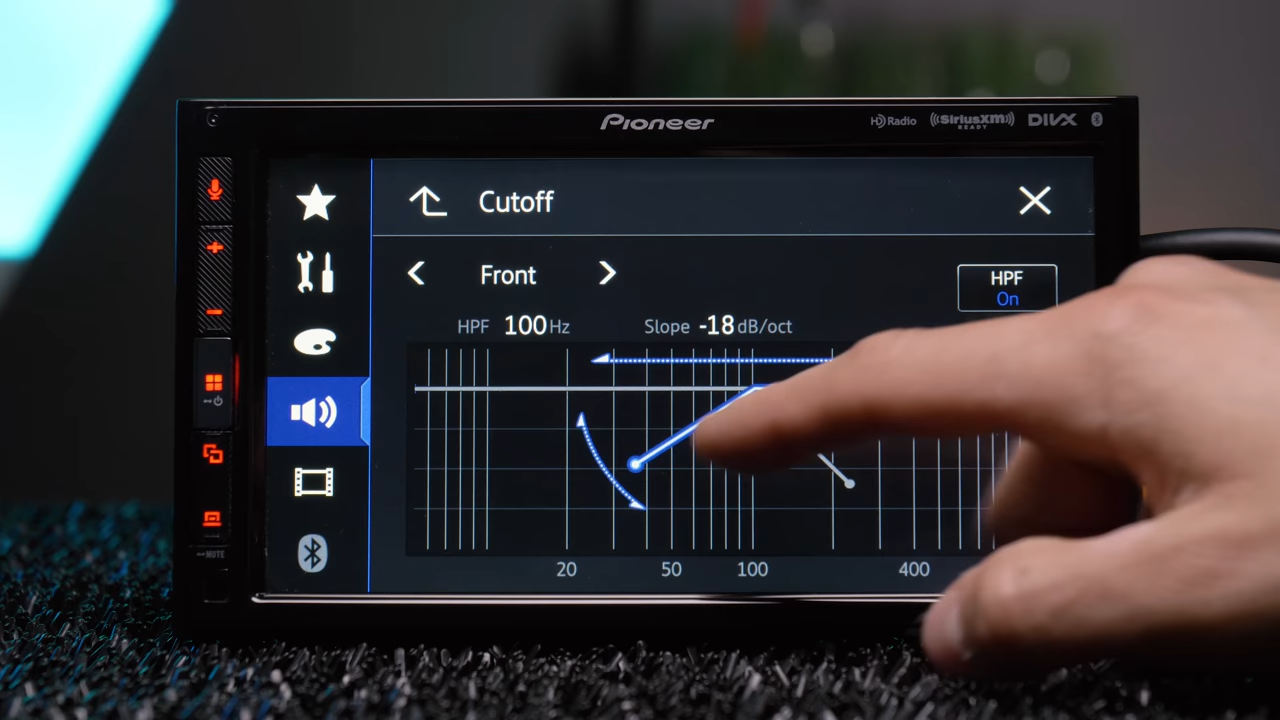 Pioneer
HD Radio
((SiriusXM))
READY
DIVX
Cutoff
Front
HPF
On
HPF 100Hz
Slope -18dB/oct
20
50
100
400
MUTE